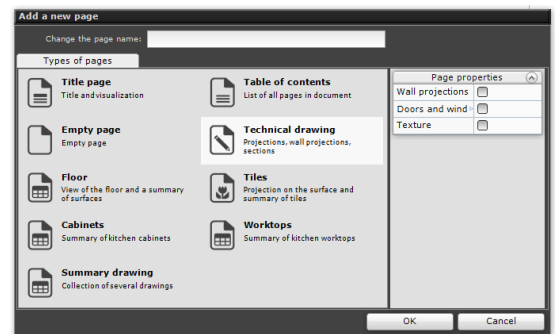 Add a new page
Change the page name:
Types of pages
Title page
Title and visualization
Table of contents
List of all pages in document
Empty page
Empty page
Technical drawing
Projections, wall projections,
sections
Floor
View of the floor and a summary
of surfaces
Tiles
Projection on the surface and
summary of tiles
Cabinets
Summary of kitchen cabinets
Worktops
Summary of kitchen worktops
Summary drawing
Collection of several drawings
Page properties
Wall projections
Doors and wind
Texture
OK
Cancel